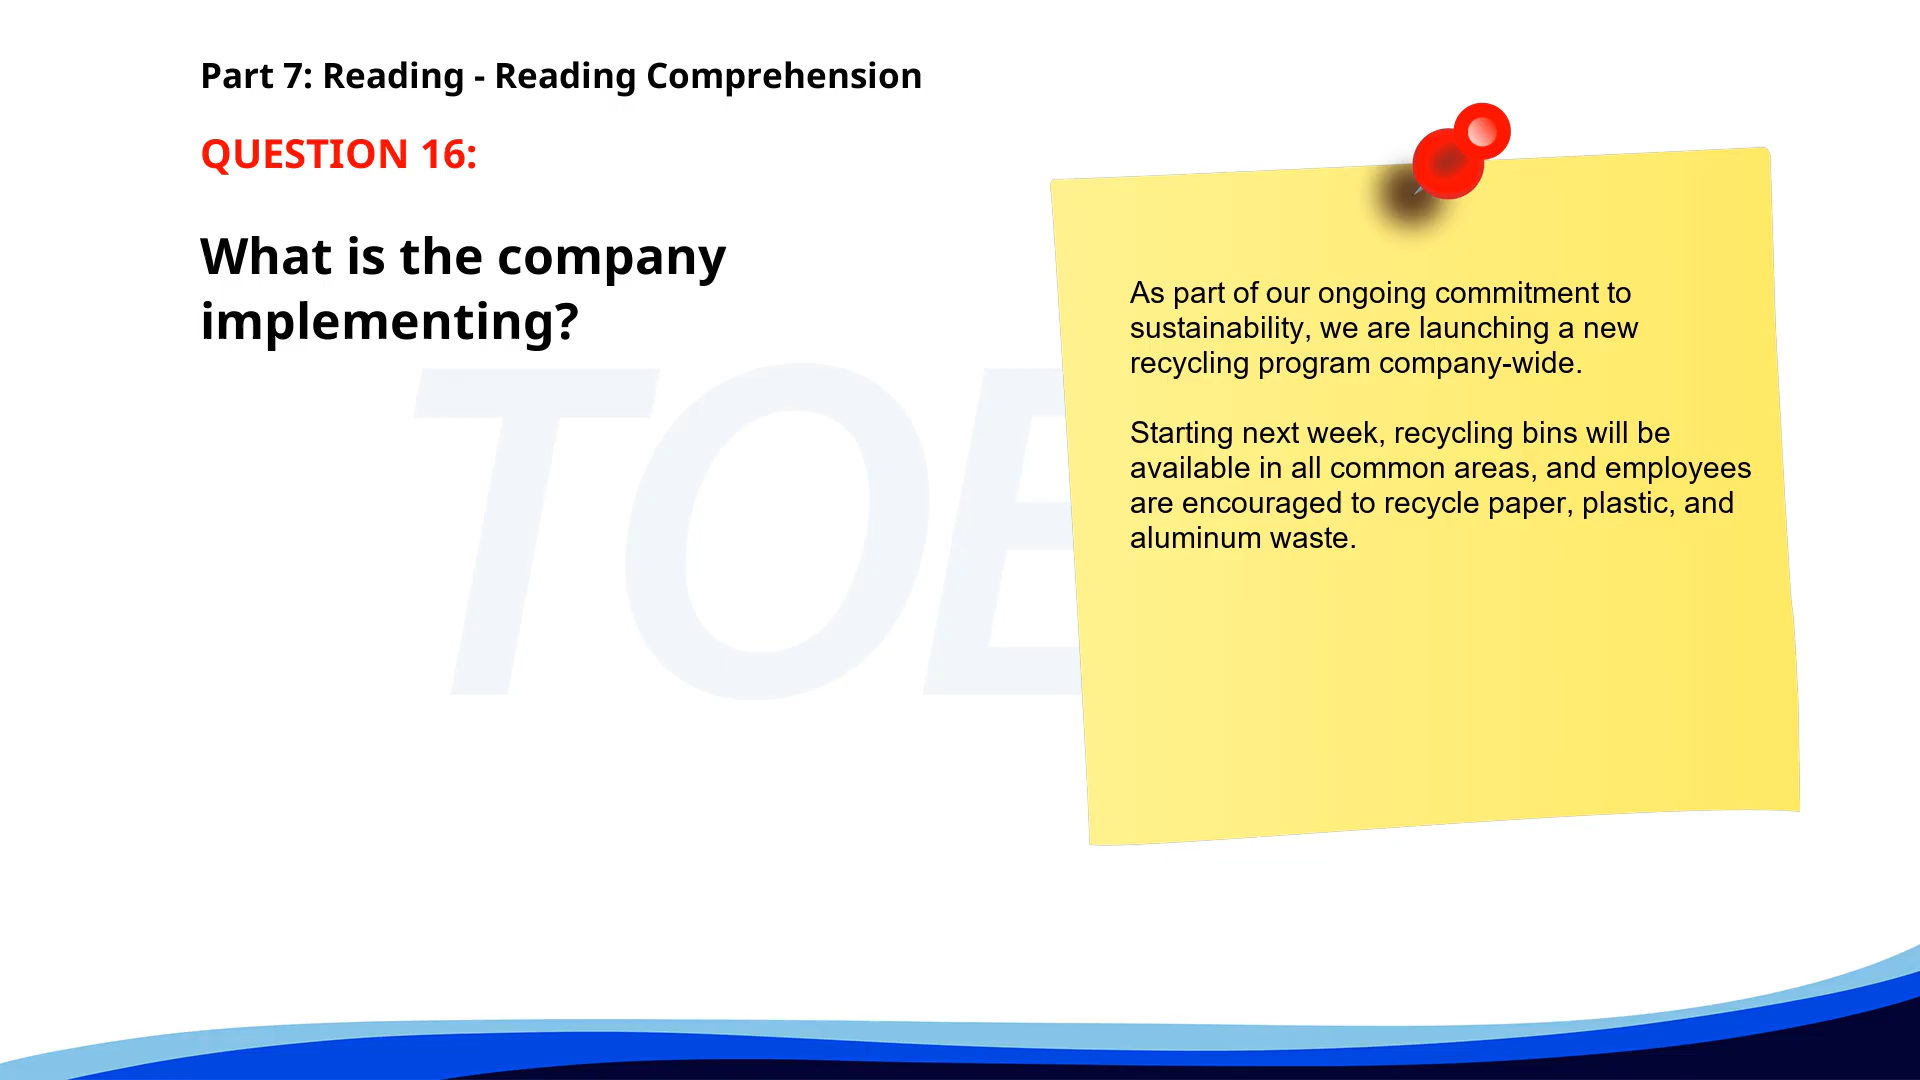 Part 7: Reading - Reading Comprehension
QUESTION 16:
What is the company
implementing?
As part of our ongoing commitment to
sustainability, we are launching a new
recycling program company-wide.
Starting next week, recycling bins will be
available in all common areas, and employees
are encouraged to recycle paper, plastic, and
aluminum waste.
TOE